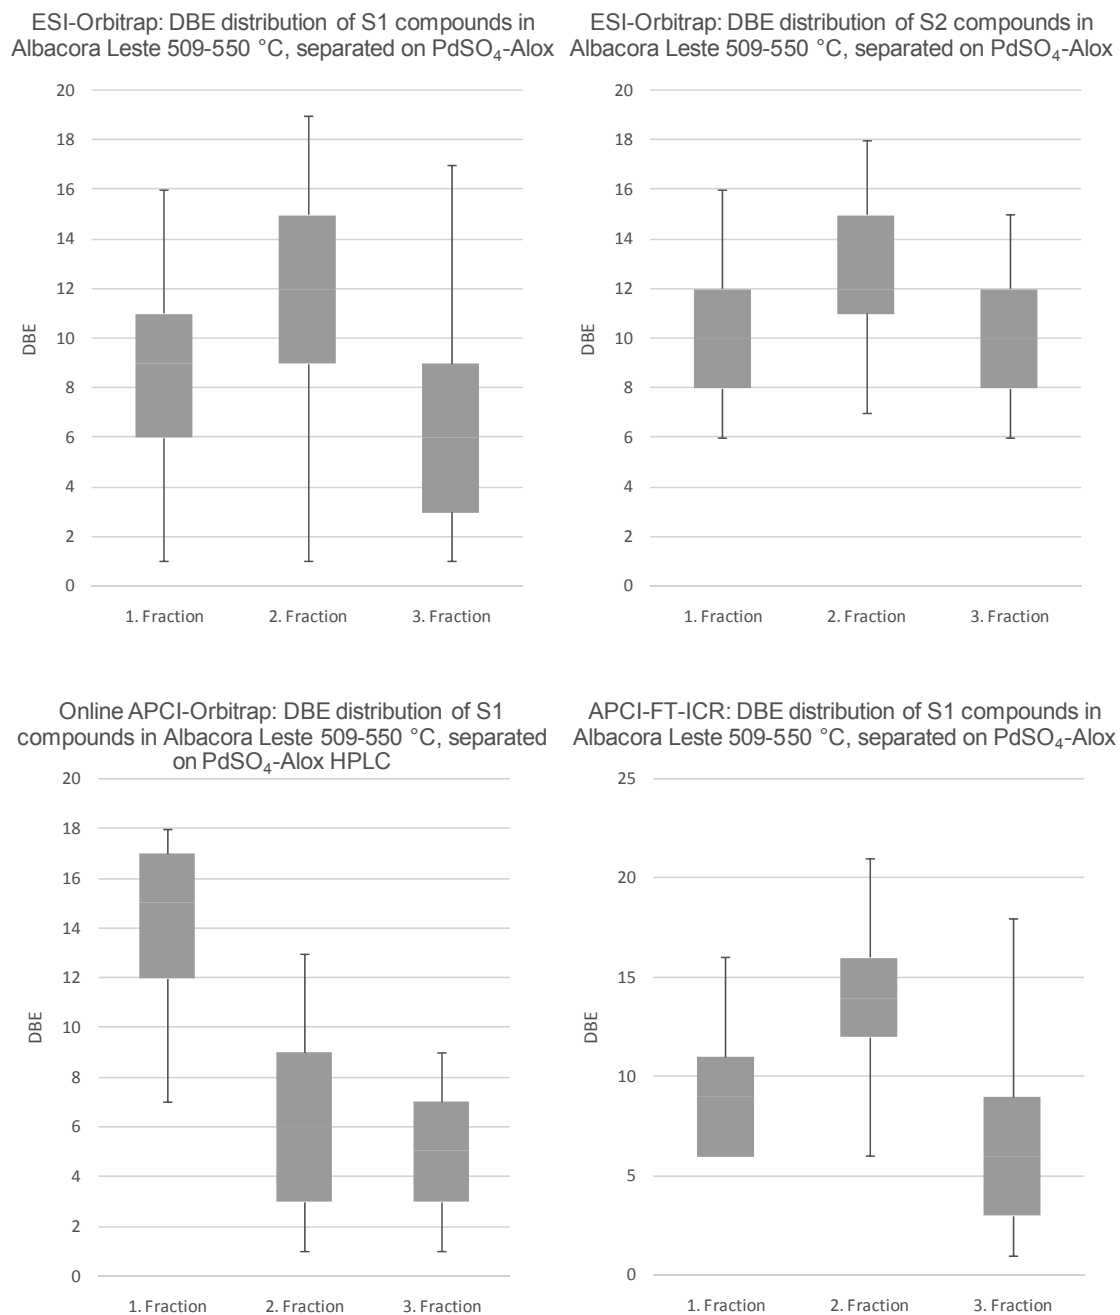 ESI-Orbitrap: DBE distribution of S1 compounds in
Albacora Leste 509-550 °C, separated on PdSO₄-Alox
20
18
16
14
12
10
8
6
4
2
0
DBE
1. Fraction
2. Fraction
3. Fraction
ESI-Orbitrap: DBE distribution of S2 compounds in
Albacora Leste 509-550 °C, separated on PdSO₄-Alox
20
18
16
14
12
10
8
6
4
2
0
DBE
1. Fraction
2. Fraction
3. Fraction
Online APCI-Orbitrap: DBE distribution of S1
compounds in Albacora Leste 509-550 °C, separated
on PdSO₄-Alox HPLC
20
18
16
14
12
10
8
6
4
2
0
DBE
1. Fraction
2. Fraction
3. Fraction
APCI-FT-ICR: DBE distribution of S1 compounds in
Albacora Leste 509-550 °C, separated on PdSO₄-Alox
25
20
15
10
5
0
DBE
1. Fraction
2. Fraction
3. Fraction